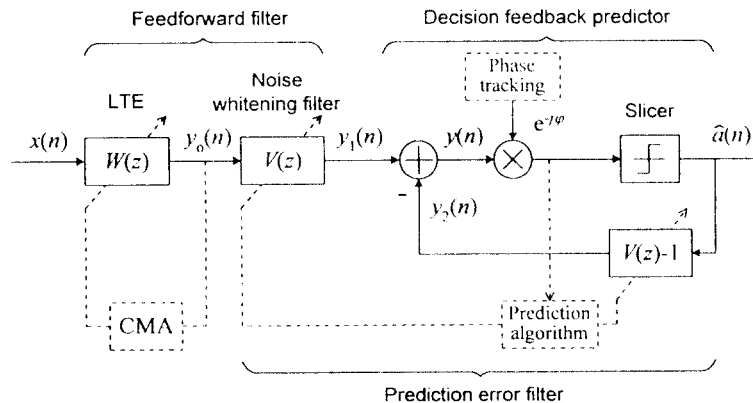 Feedforward filter
Decision feedback predictor
Phase
tracking
Noise
whitening filter
LTE
Slicer
e^-jφ
x(n)
y₀(n)
y₁(n)
y(n)
â(n)
W(z)
V(z)
+
×
-
y₂(n)
V(z)-1
CMA
Prediction
algorithm
Prediction error filter